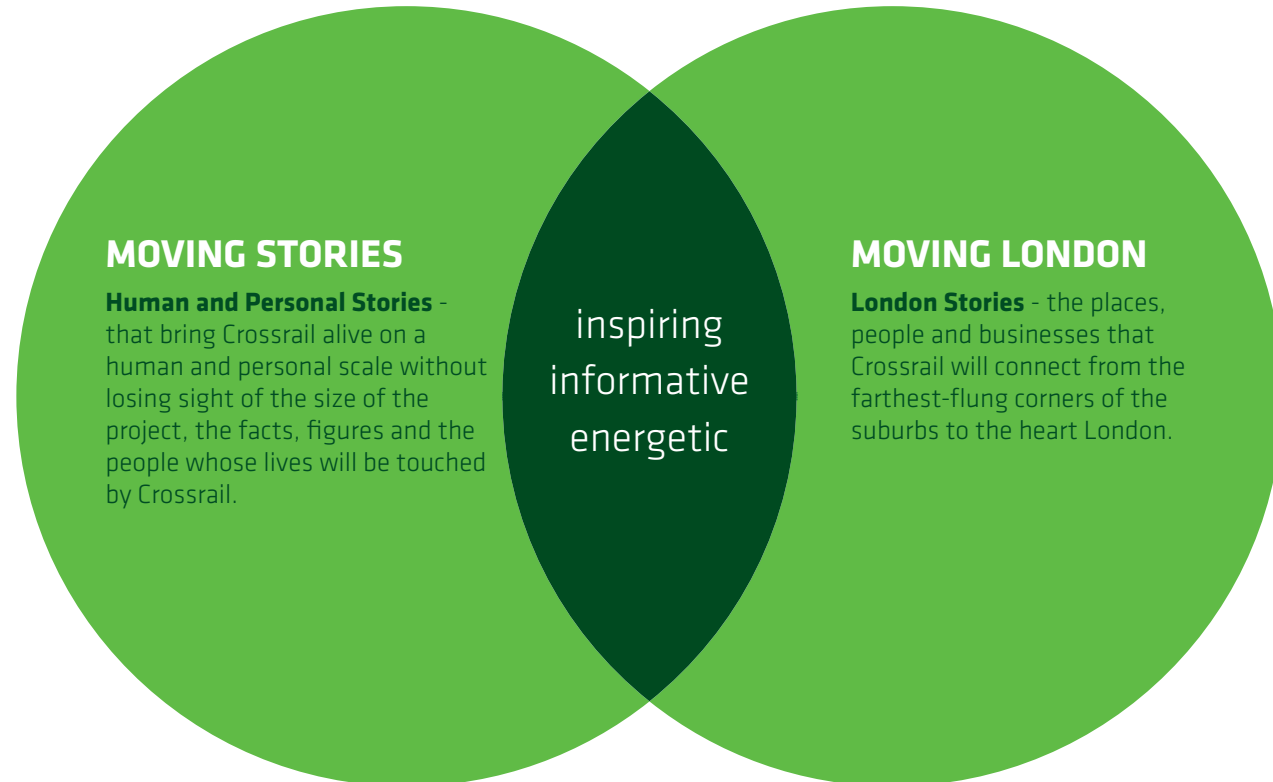 MOVING STORIES
Human and Personal Stories -
that bring Crossrail alive on a
human and personal scale without
losing sight of the size of the
project, the facts, figures and the
people whose lives will be touched
by Crossrail.
inspiring
informative
energetic
MOVING LONDON
London Stories - the places,
people and businesses that
Crossrail will connect from the
farthest-flung corners of the
suburbs to the heart London.